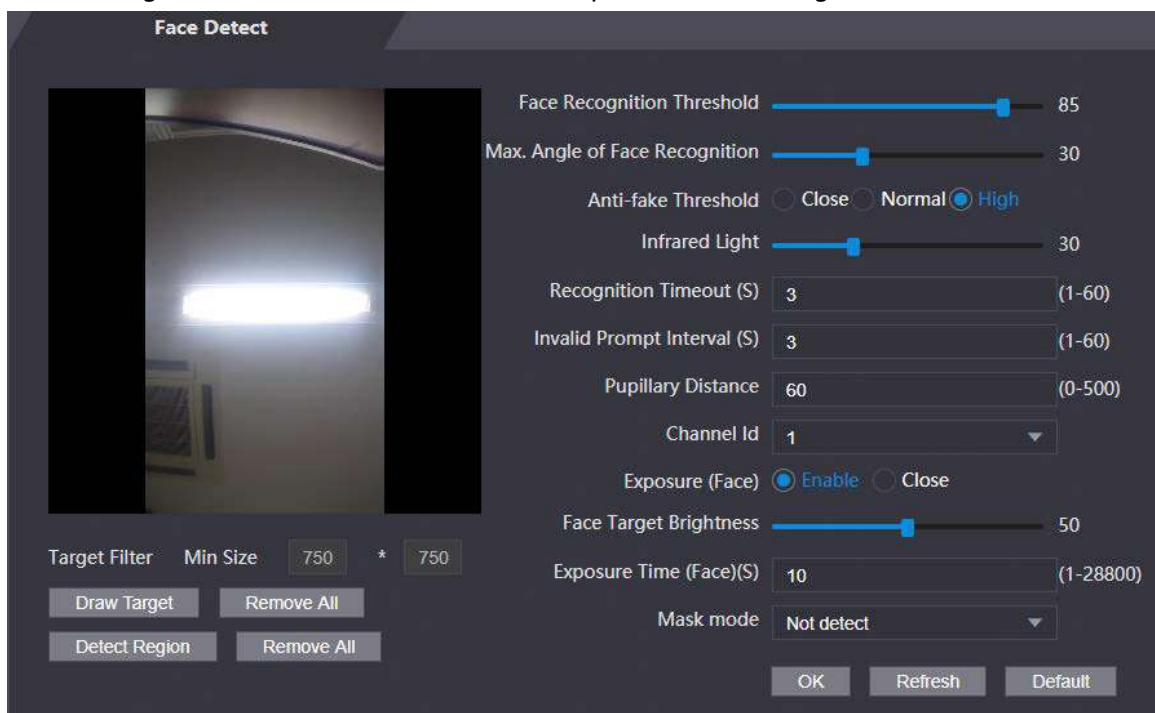 Face Detect
Face Recognition Threshold 85
Max. Angle of Face Recognition 30
Anti-fake Threshold Close Normal High
Infrared Light 30
Recognition Timeout (S) 3 (1-60)
Invalid Prompt Interval (S) 3 (1-60)
Pupillary Distance 60 (0-500)
Channel Id 1
Exposure (Face) Enable Close
Face Target Brightness 50
Exposure Time (Face)(S) 10 (1-28800)
Mask mode Not detect
OK Refresh Default
Target Filter Min Size 750 * 750
Draw Target Remove All
Detect Region Remove All